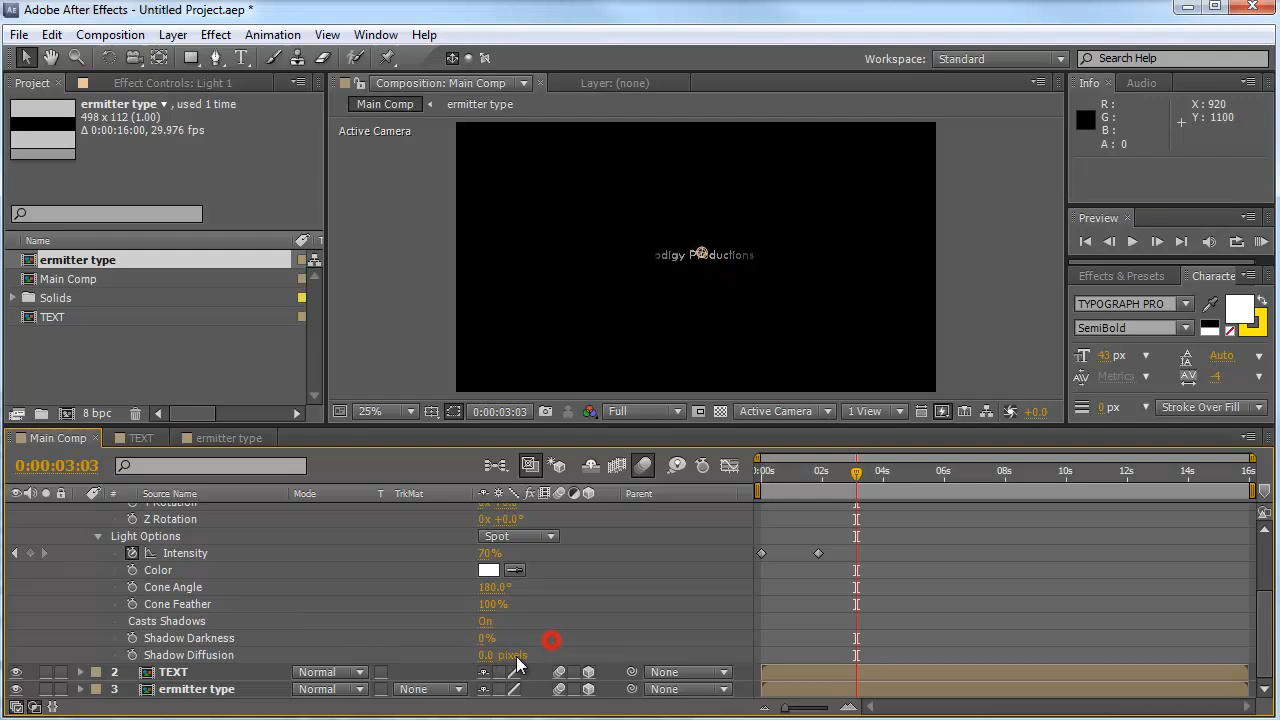 Adobe After Effects - Untitled Project.aep *
File Edit Composition Layer Effect Animation View Window Help
Workspace: Standard Search Help
Project Effect Controls: Light 1 Composition: Main Comp Layer: (none) Info Audio
ermitter type , used 1 time
498 x 112 (1.00)
Δ 0:00:16:00, 29.976 fps
Main Comp ermitter type
Active Camera
R : X : 920
G : Y : 1100
B :
A : 0
odigy Productions
Preview
Name
ermitter type
Main Comp
Solids
TEXT
Effects & Presets Characte
TYPOGRAPH PRO
SemiBold
43 px Auto
Metrics -4
0 px Stroke Over Fill
8 bpc
25% 0:00:03:03 Full Active Camera 1 View +0.0
Main Comp TEXT ermitter type
0:00:03:03
0:00s 02s 04s 06s 08s 10s 12s 14s 16s
# Source Name Mode T TrkMat Parent
Z Rotation 0x +0.0°
Light Options Spot
Intensity 70%
Color
Cone Angle 180.0°
Cone Feather 100%
Casts Shadows On
Shadow Darkness 0%
Shadow Diffusion 0.0 pixels
2 TEXT Normal None
3 ermitter type Normal None None